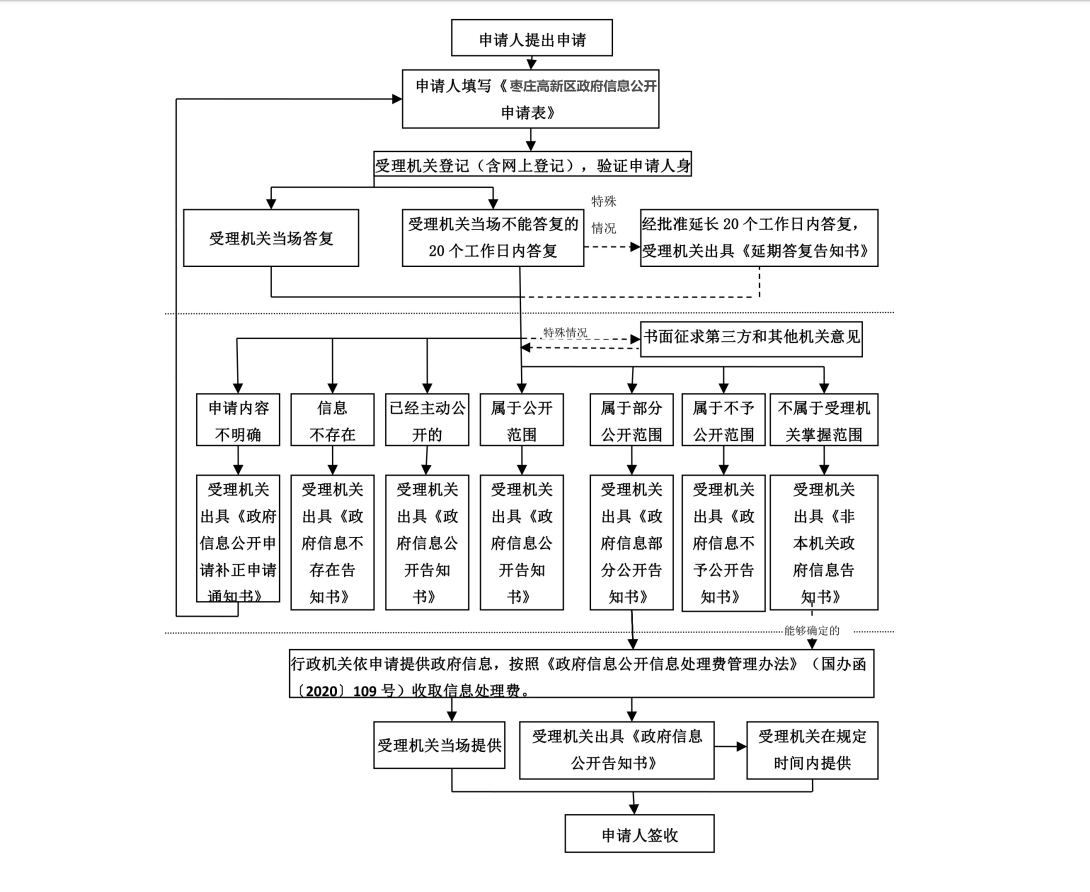 申请人提出申请
申请人填写《枣庄高新区政府信息公开
申请表》
受理机关登记（含网上登记），验证申请人身
受理机关当场答复
受理机关当场不能答复的
20 个工作日内答复
特殊
情况
经批准延长 20 个工作日内答复，
受理机关出具《延期答复告知书》
特殊情况
书面征求第三方和其他机关意见
申请内容
不明确
信息
不存在
已经主动公
开的
属于公开
范围
属于部分
公开范围
属于不予
公开范围
不属于受理机
关掌握范围
受理机关
出具《政府
信息公开申
请补正申请
通知书》
受理机关
出具《政
府信息不
存在告
知书》
受理机关
出具《政
府信息公
开告知
书》
受理机关
出具《政
府信息公
开告知
书》
受理机关
出具《政
府信息部
分公开告
知书》
受理机关
出具《政
府信息不
予公开告
知书》
受理机关
出具《非
本机关政
府信息告
知书》
能够确定的
行政机关依申请提供政府信息，按照《政府信息公开信息处理费管理办法》（国办函
〔2020〕109 号）收取信息处理费。
受理机关当场提供
受理机关出具《政府信息
公开告知书》
受理机关在规定
时间内提供
申请人签收